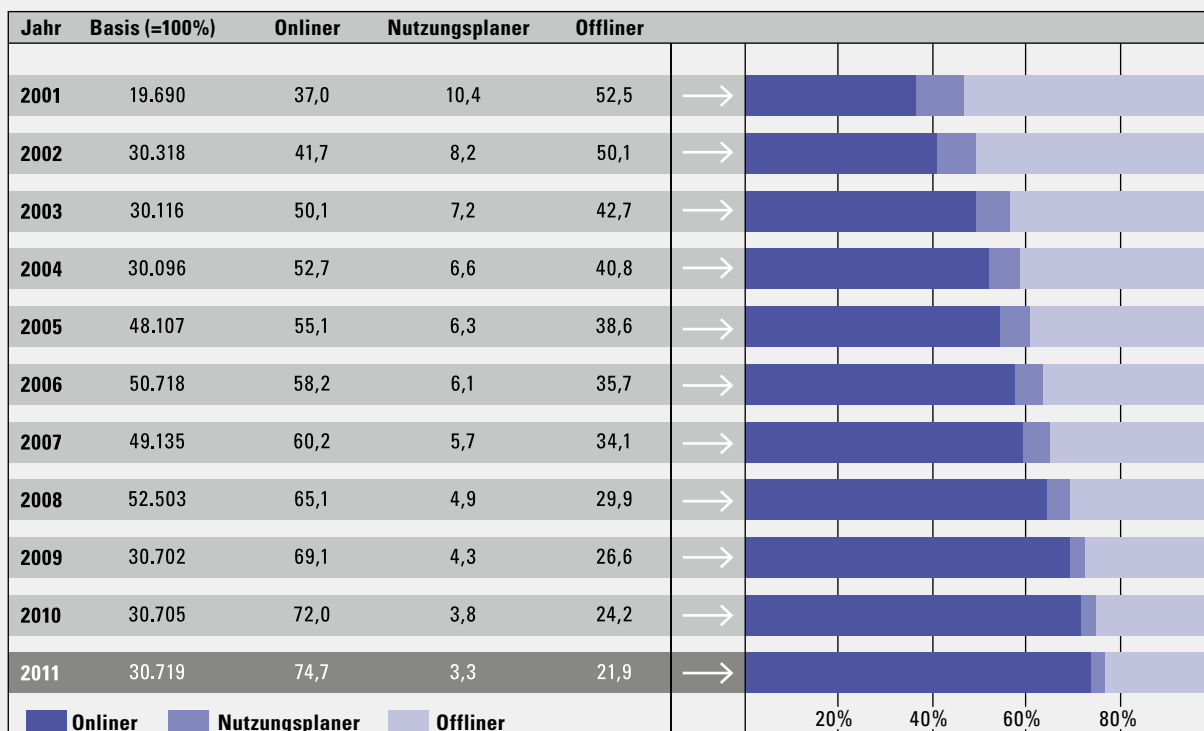 Jahr Basis (=100%) Onliner Nutzungsplaner Offliner
2001 19.690 37,0 10,4 52,5
2002 30.318 41,7 8,2 50,1
2003 30.116 50,1 7,2 42,7
2004 30.096 52,7 6,6 40,8
2005 48.107 55,1 6,3 38,6
2006 50.718 58,2 6,1 35,7
2007 49.135 60,2 5,7 34,1
2008 52.503 65,1 4,9 29,9
2009 30.702 69,1 4,3 26,6
2010 30.705 72,0 3,8 24,2
2011 30.719 74,7 3,3 21,9
Onliner Nutzungsplaner Offliner 20% 40% 60% 80%